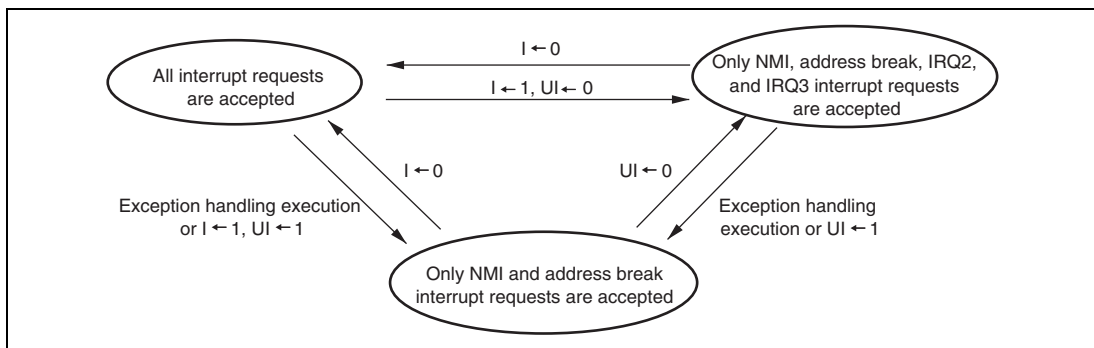 I ← 0
All interrupt requests
are accepted
Only NMI, address break, IRQ2,
and IRQ3 interrupt requests
are accepted
I ← 1, UI ← 0
I ← 0
UI ← 0
Exception handling execution
or I ← 1, UI ← 1
Exception handling
execution or UI ← 1
Only NMI and address break
interrupt requests are accepted